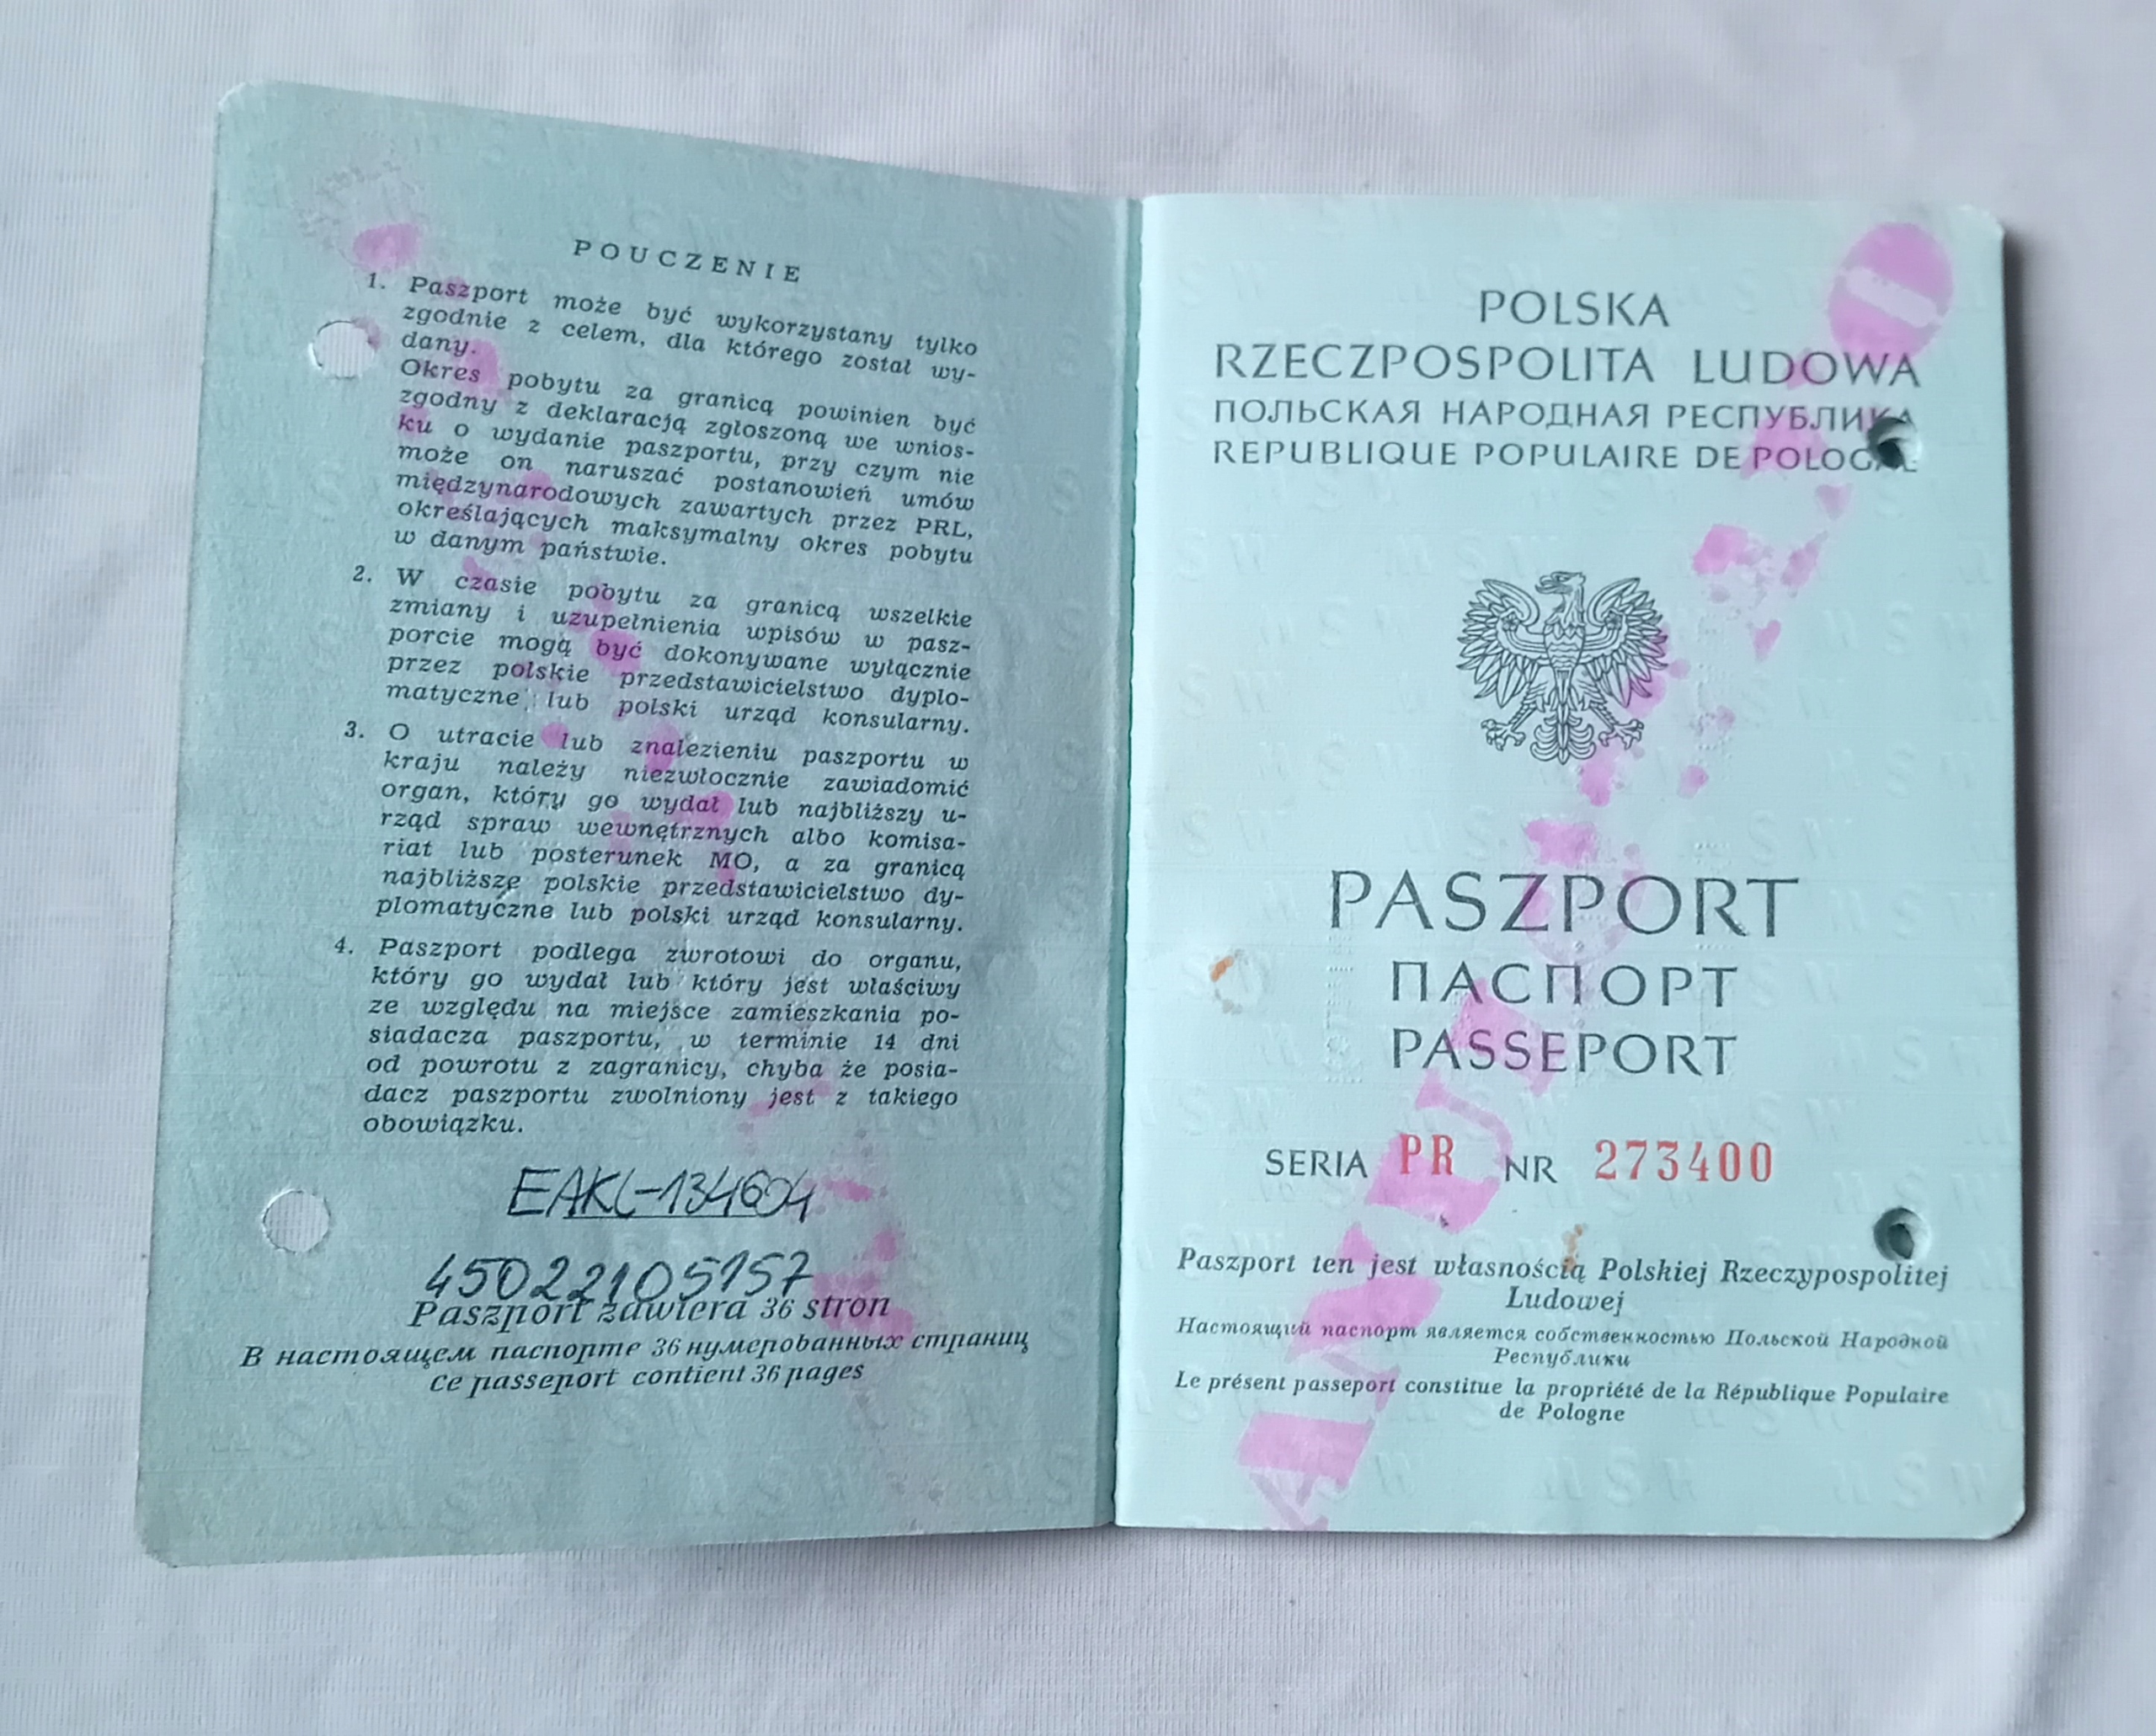 POUCZENIE
1. Paszport może być wykorzystany tylko
zgodnie z celem, dla którego został wy-
dany.
Okres pobytu za granicą powinien być
zgodny z deklaracją zgłoszoną we wnios-
ku o wydanie paszportu, przy czym nie
może on naruszać postanowień umów
międzynarodowych zawartych przez PRL,
określających maksymalny okres pobytu
w danym państwie.
2. W czasie pobytu za granicą wszelkie
zmiany i uzupełnienia wpisów w pasz-
porcie mogą być dokonywane wyłącznie
przez polskie przedstawicielstwo dyplo-
matyczne lub polski urząd konsularny.
3. O utracie lub znalezieniu paszportu w
kraju należy niezwłocznie zawiadomić
organ, który go wydał lub najbliższy u-
rząd spraw wewnętrznych albo komisa-
riat lub posterunek MO, a za granicą
najbliższe polskie przedstawicielstwo dy-
plomatyczne lub polski urząd konsularny.
4. Paszport podlega zwrotowi do organu,
który go wydał lub który jest właściwy
ze względu na miejsce zamieszkania po-
siadacza paszportu, w terminie 14 dni
od powrotu z zagranicy, chyba że posia-
dacz paszportu zwolniony jest z takiego
obowiązku.
EAKL-134604
45022105157
Paszport zawiera 36 stron
В настоящем паспорте 36 нумерованных страниц
Ce passeport contient 36 pages
POLSKA
RZECZPOSPOLITA LUDOWA
ПОЛЬСКАЯ НАРОДНАЯ РЕСПУБЛИКА
REPUBLIQUE POPULAIRE DE POLOGNE
PASZPORT
ПАСПОРТ
PASSEPORT
SERIA PR NR 273400
Paszport ten jest własnością Polskiej Rzeczypospolitej
Ludowej
Настоящий паспорт является собственностью Польской Народной
Республики
Le présent passeport constitue la propriété de la République Populaire
de Pologne